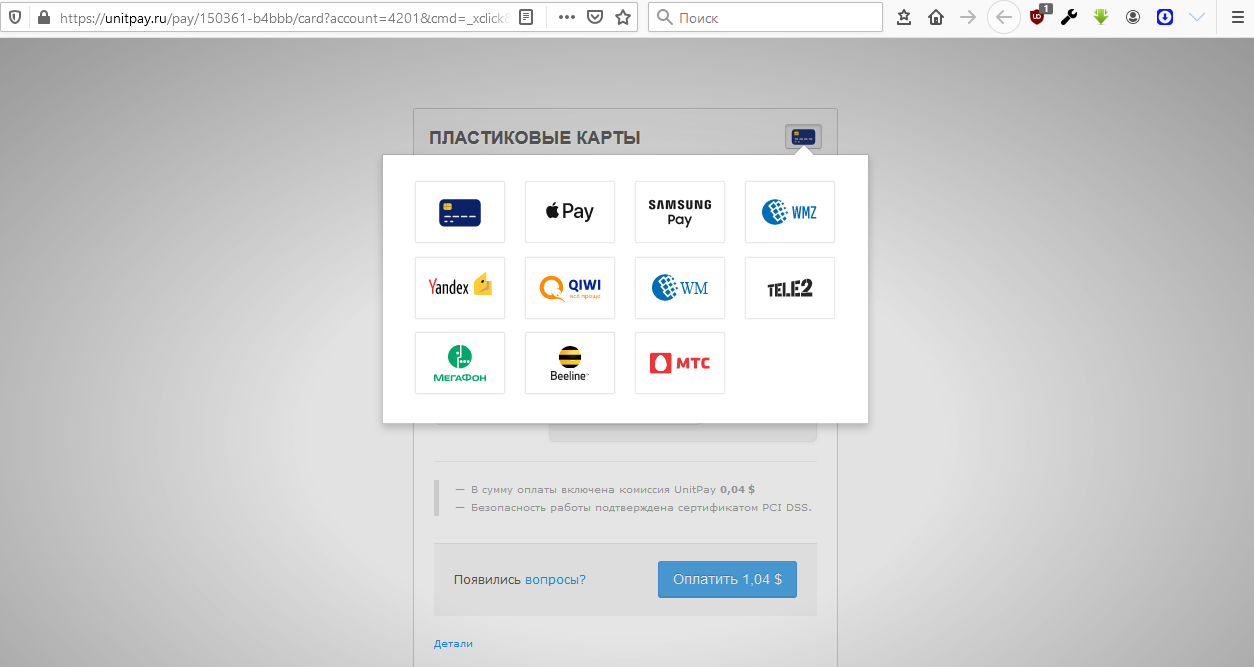 https://unitpay.ru/pay/150361-b4bbb/card?account=4201&cmd=_xclick&
Поиск
1
ПЛАСТИКОВЫЕ КАРТЫ
Pay
SAMSUNG
Pay
WMZ
Yandex
QIWI
всё проще
WM
TELE2
МЕГАФОН
Beeline™
МТС
— В сумму оплаты включена комиссия UnitPay 0,04 $
— Безопасность работы подтверждена сертификатом PCI DSS.
Появились вопросы?
Оплатить 1,04 $
Детали